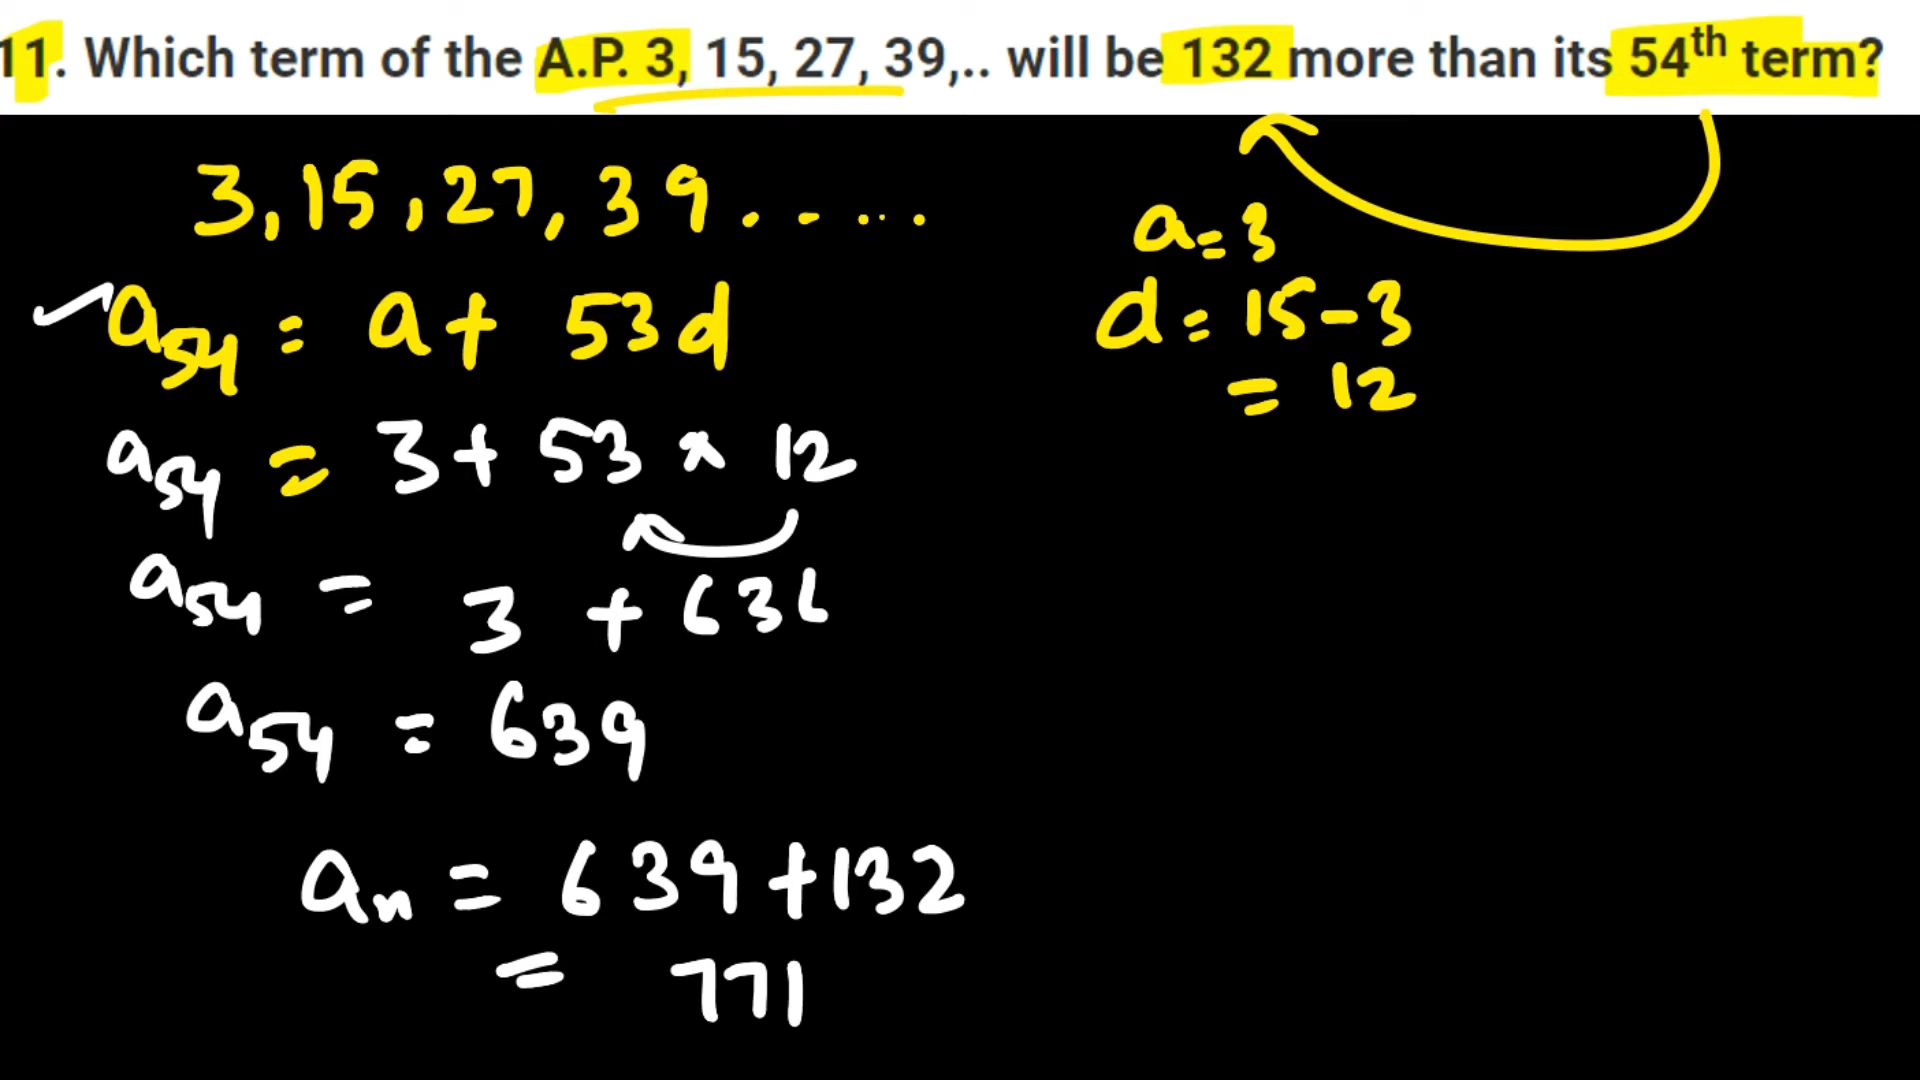 11. Which term of the A.P. 3, 15, 27, 39,.. will be 132 more than its 54th term?
3, 15, 27, 39.....
a=3
a54 = a + 53d
d = 15-3
= 12
a54 = 3 + 53 x 12
a54 = 3 + 636
a54 = 639
an = 639+132
= 771